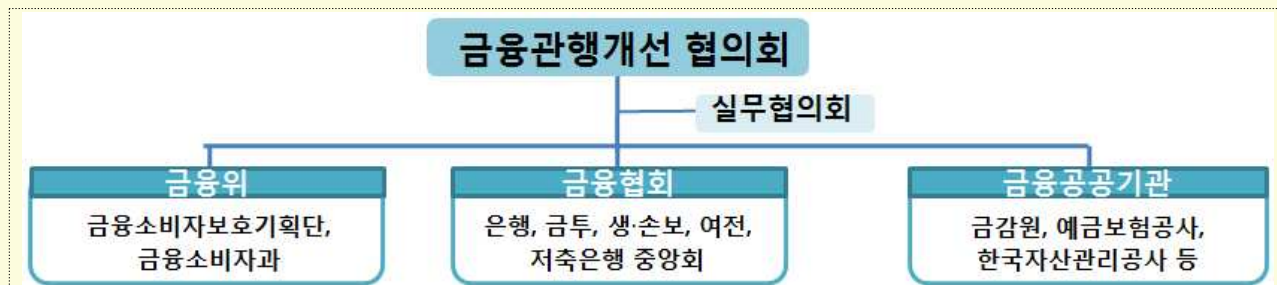 금융관행개선 협의회
실무협의회
금융위
금융소비자보호기획단,
금융소비자과
금융협회
은행, 금투, 생·손보, 여전,
저축은행 중앙회
금융공공기관
금감원, 예금보험공사,
한국자산관리공사 등